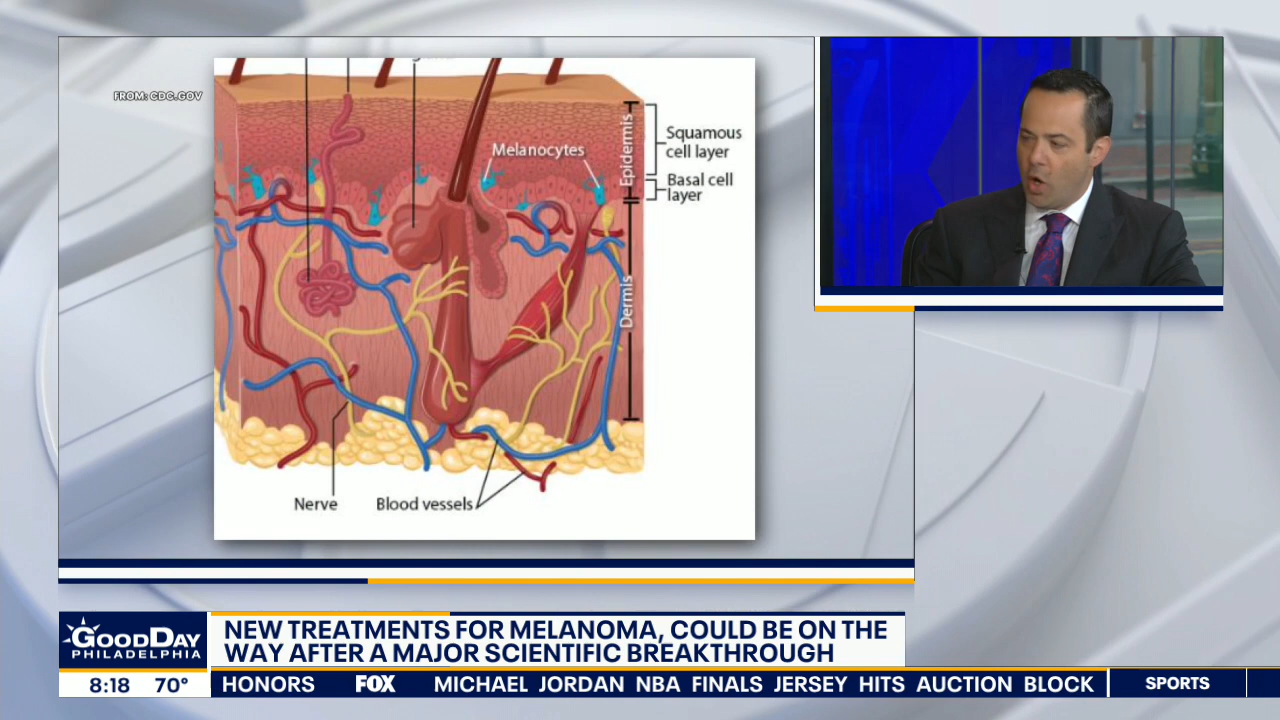 FROM: CDC.GOV
Melanocytes
Epidermis
Squamous
cell layer
Basal cell
layer
Dermis
Nerve
Blood vessels
GOODDAY
PHILADELPHIA
NEW TREATMENTS FOR MELANOMA, COULD BE ON THE
WAY AFTER A MAJOR SCIENTIFIC BREAKTHROUGH
8:18 70°
HONORS FOX MICHAEL JORDAN NBA FINALS JERSEY HITS AUCTION BLOCK SPORTS